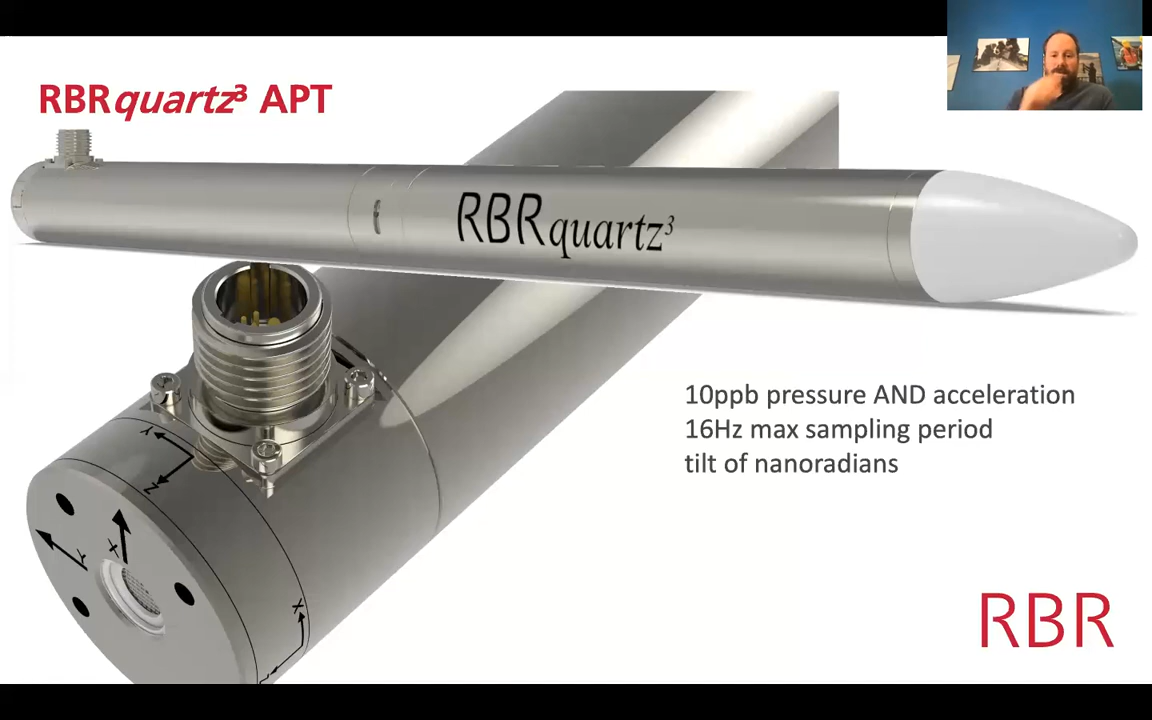 RBRquartz³ APT
RBRquartz³
10ppb pressure AND acceleration
16Hz max sampling period
tilt of nanoradians
Y
Z
X
Y
X
RBR